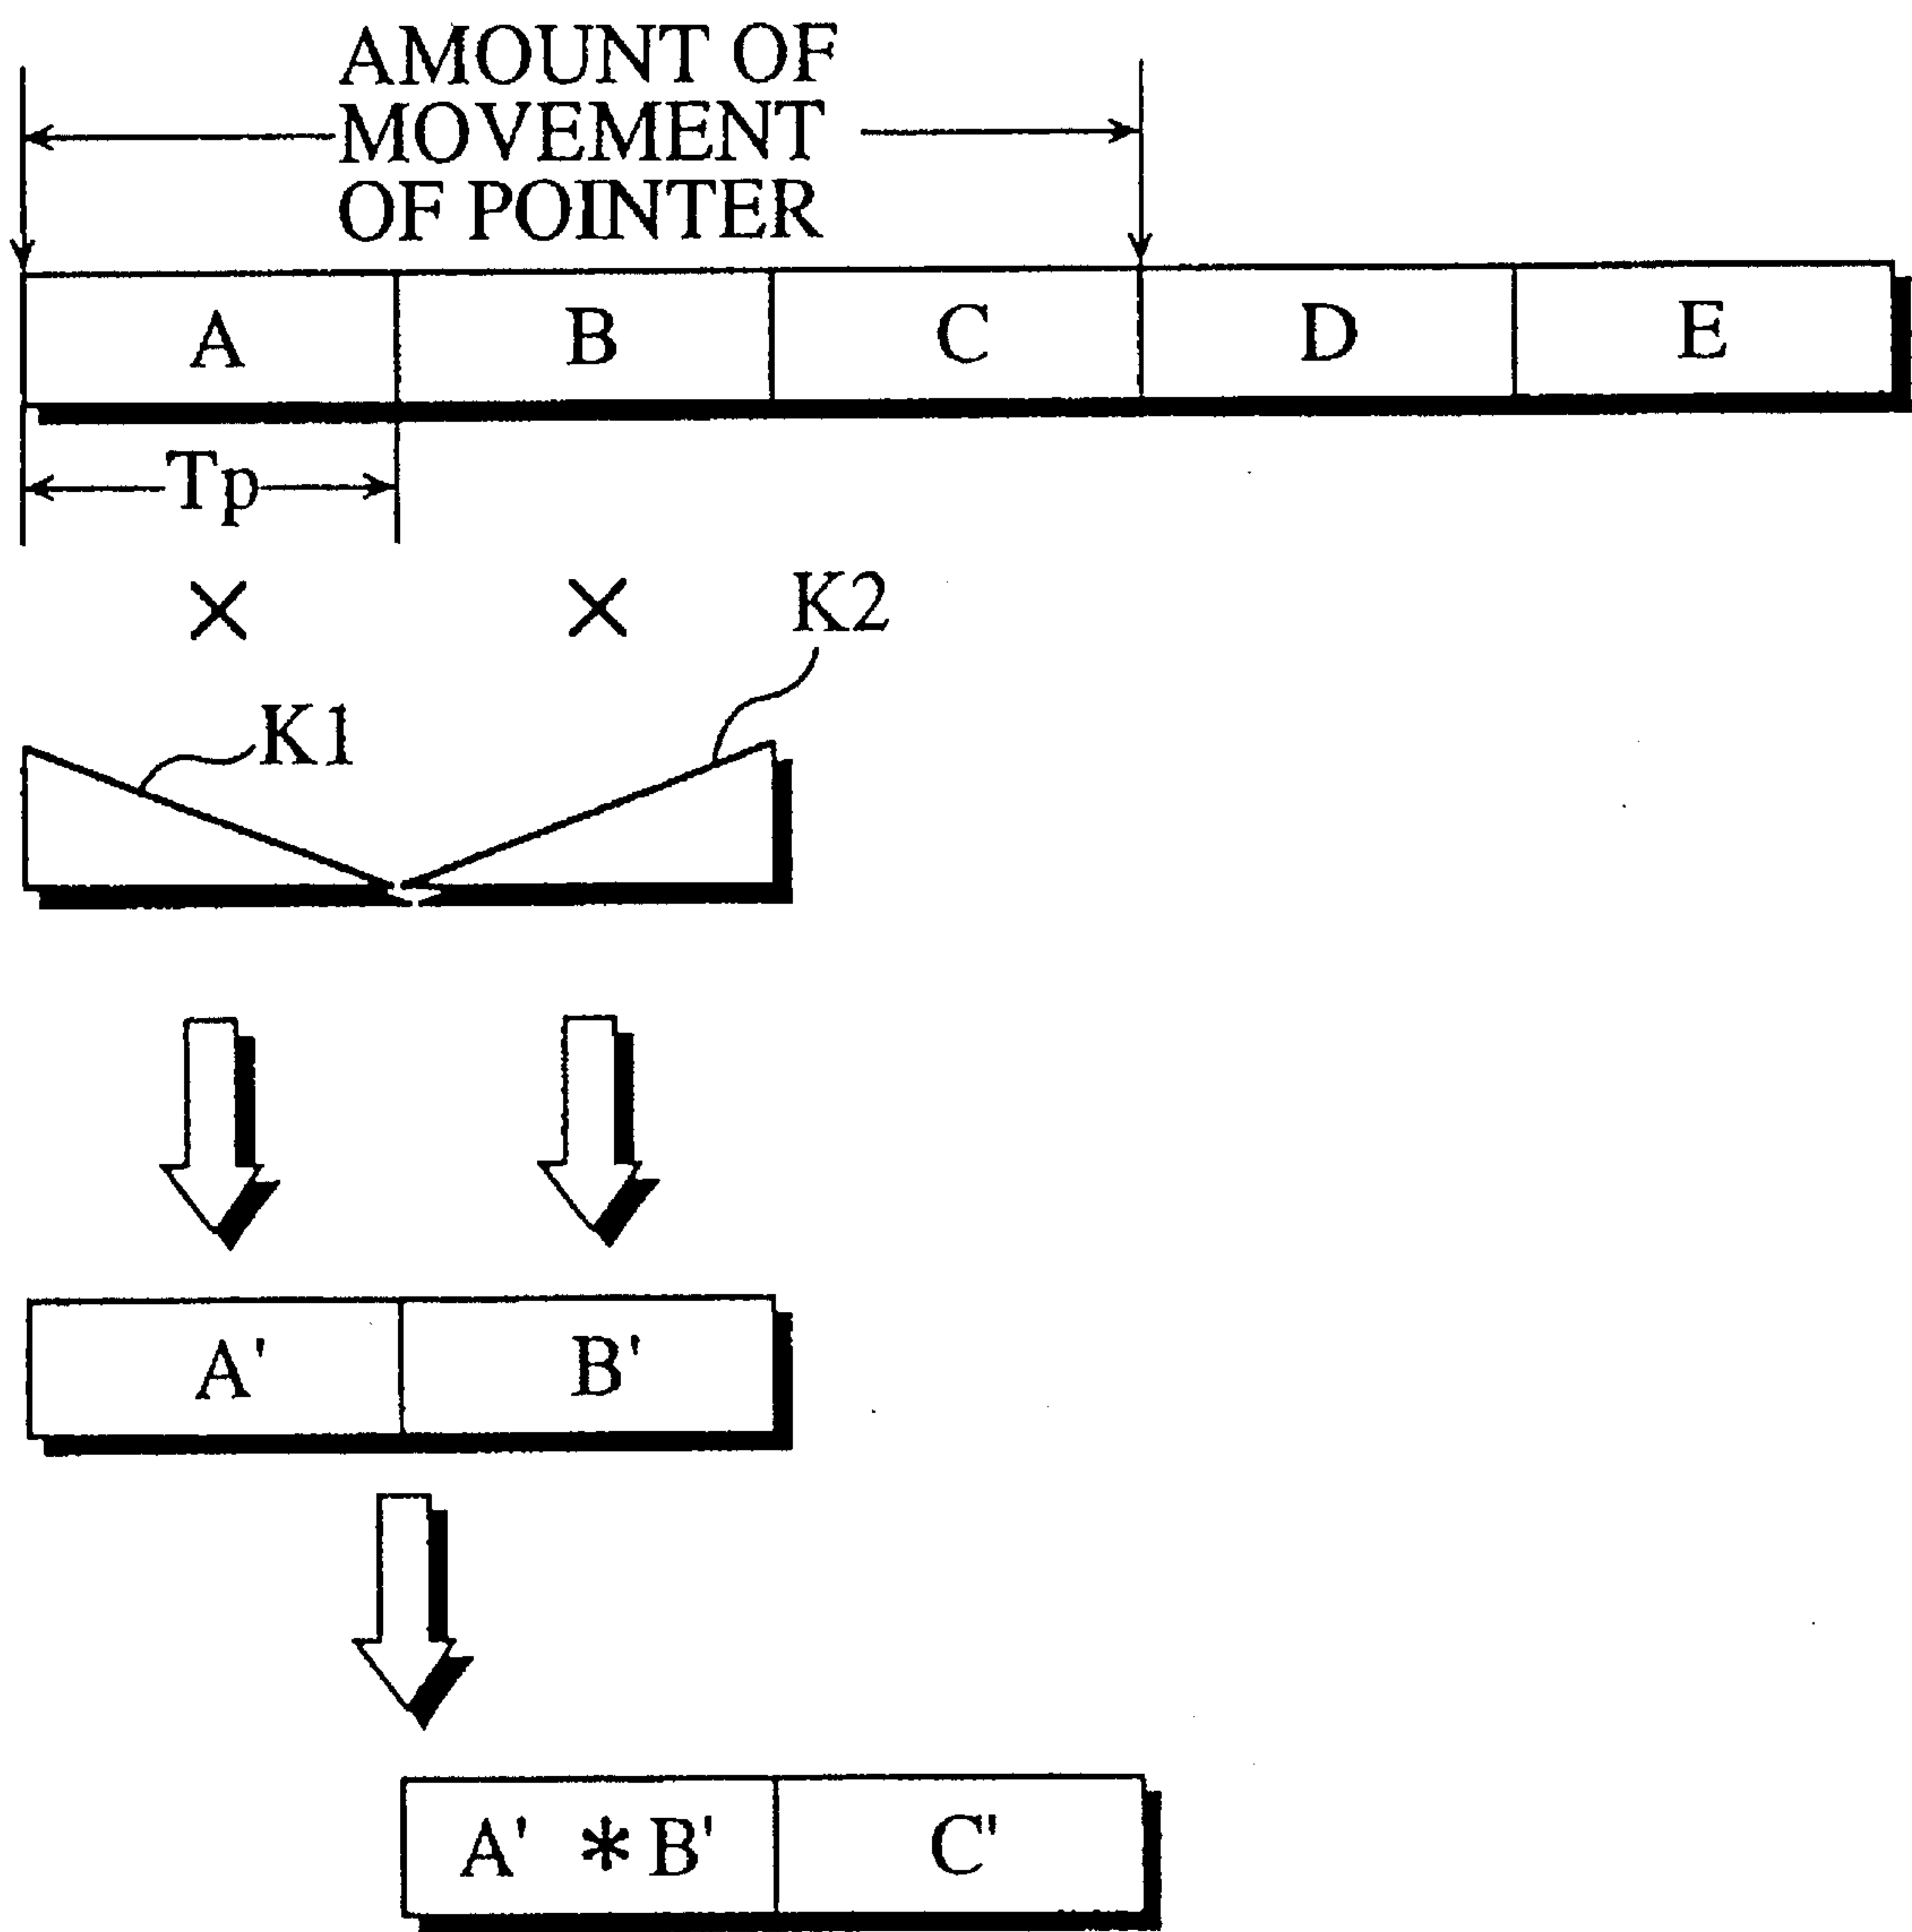 AMOUNT OF
MOVEMENT
OF POINTER
A B C D E
Tp
× × K2
K1
A' B'
A' * B' C'